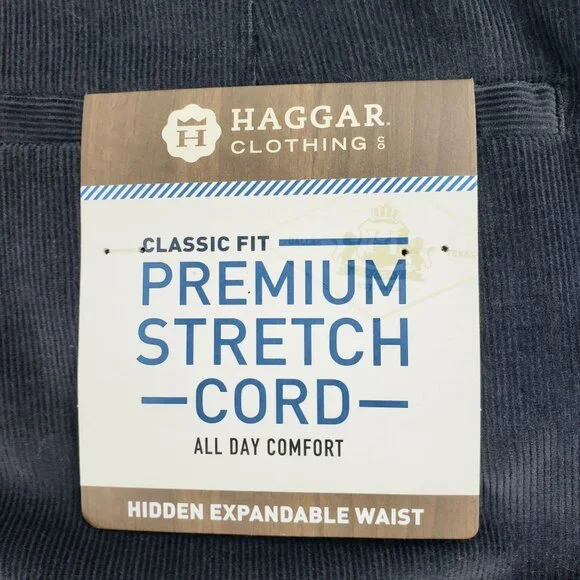 H
HAGGAR
CLOTHING CO
CLASSIC FIT
PREMIUM
STRETCH
CORD
ALL DAY COMFORT
HIDDEN EXPANDABLE WAIST